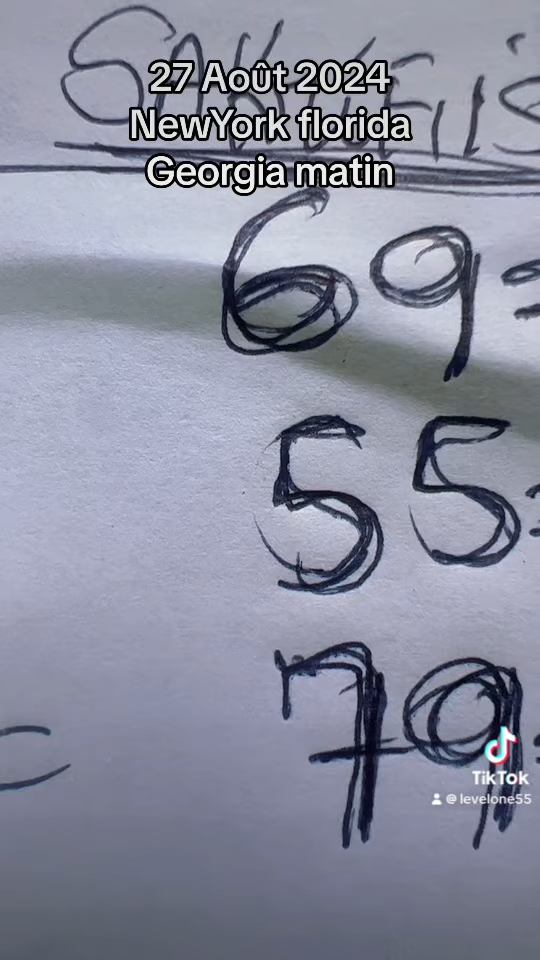 27 Août 2024
NewYork florida
Georgia matin
69=
55=
79=
=
TikTok
@levelone55